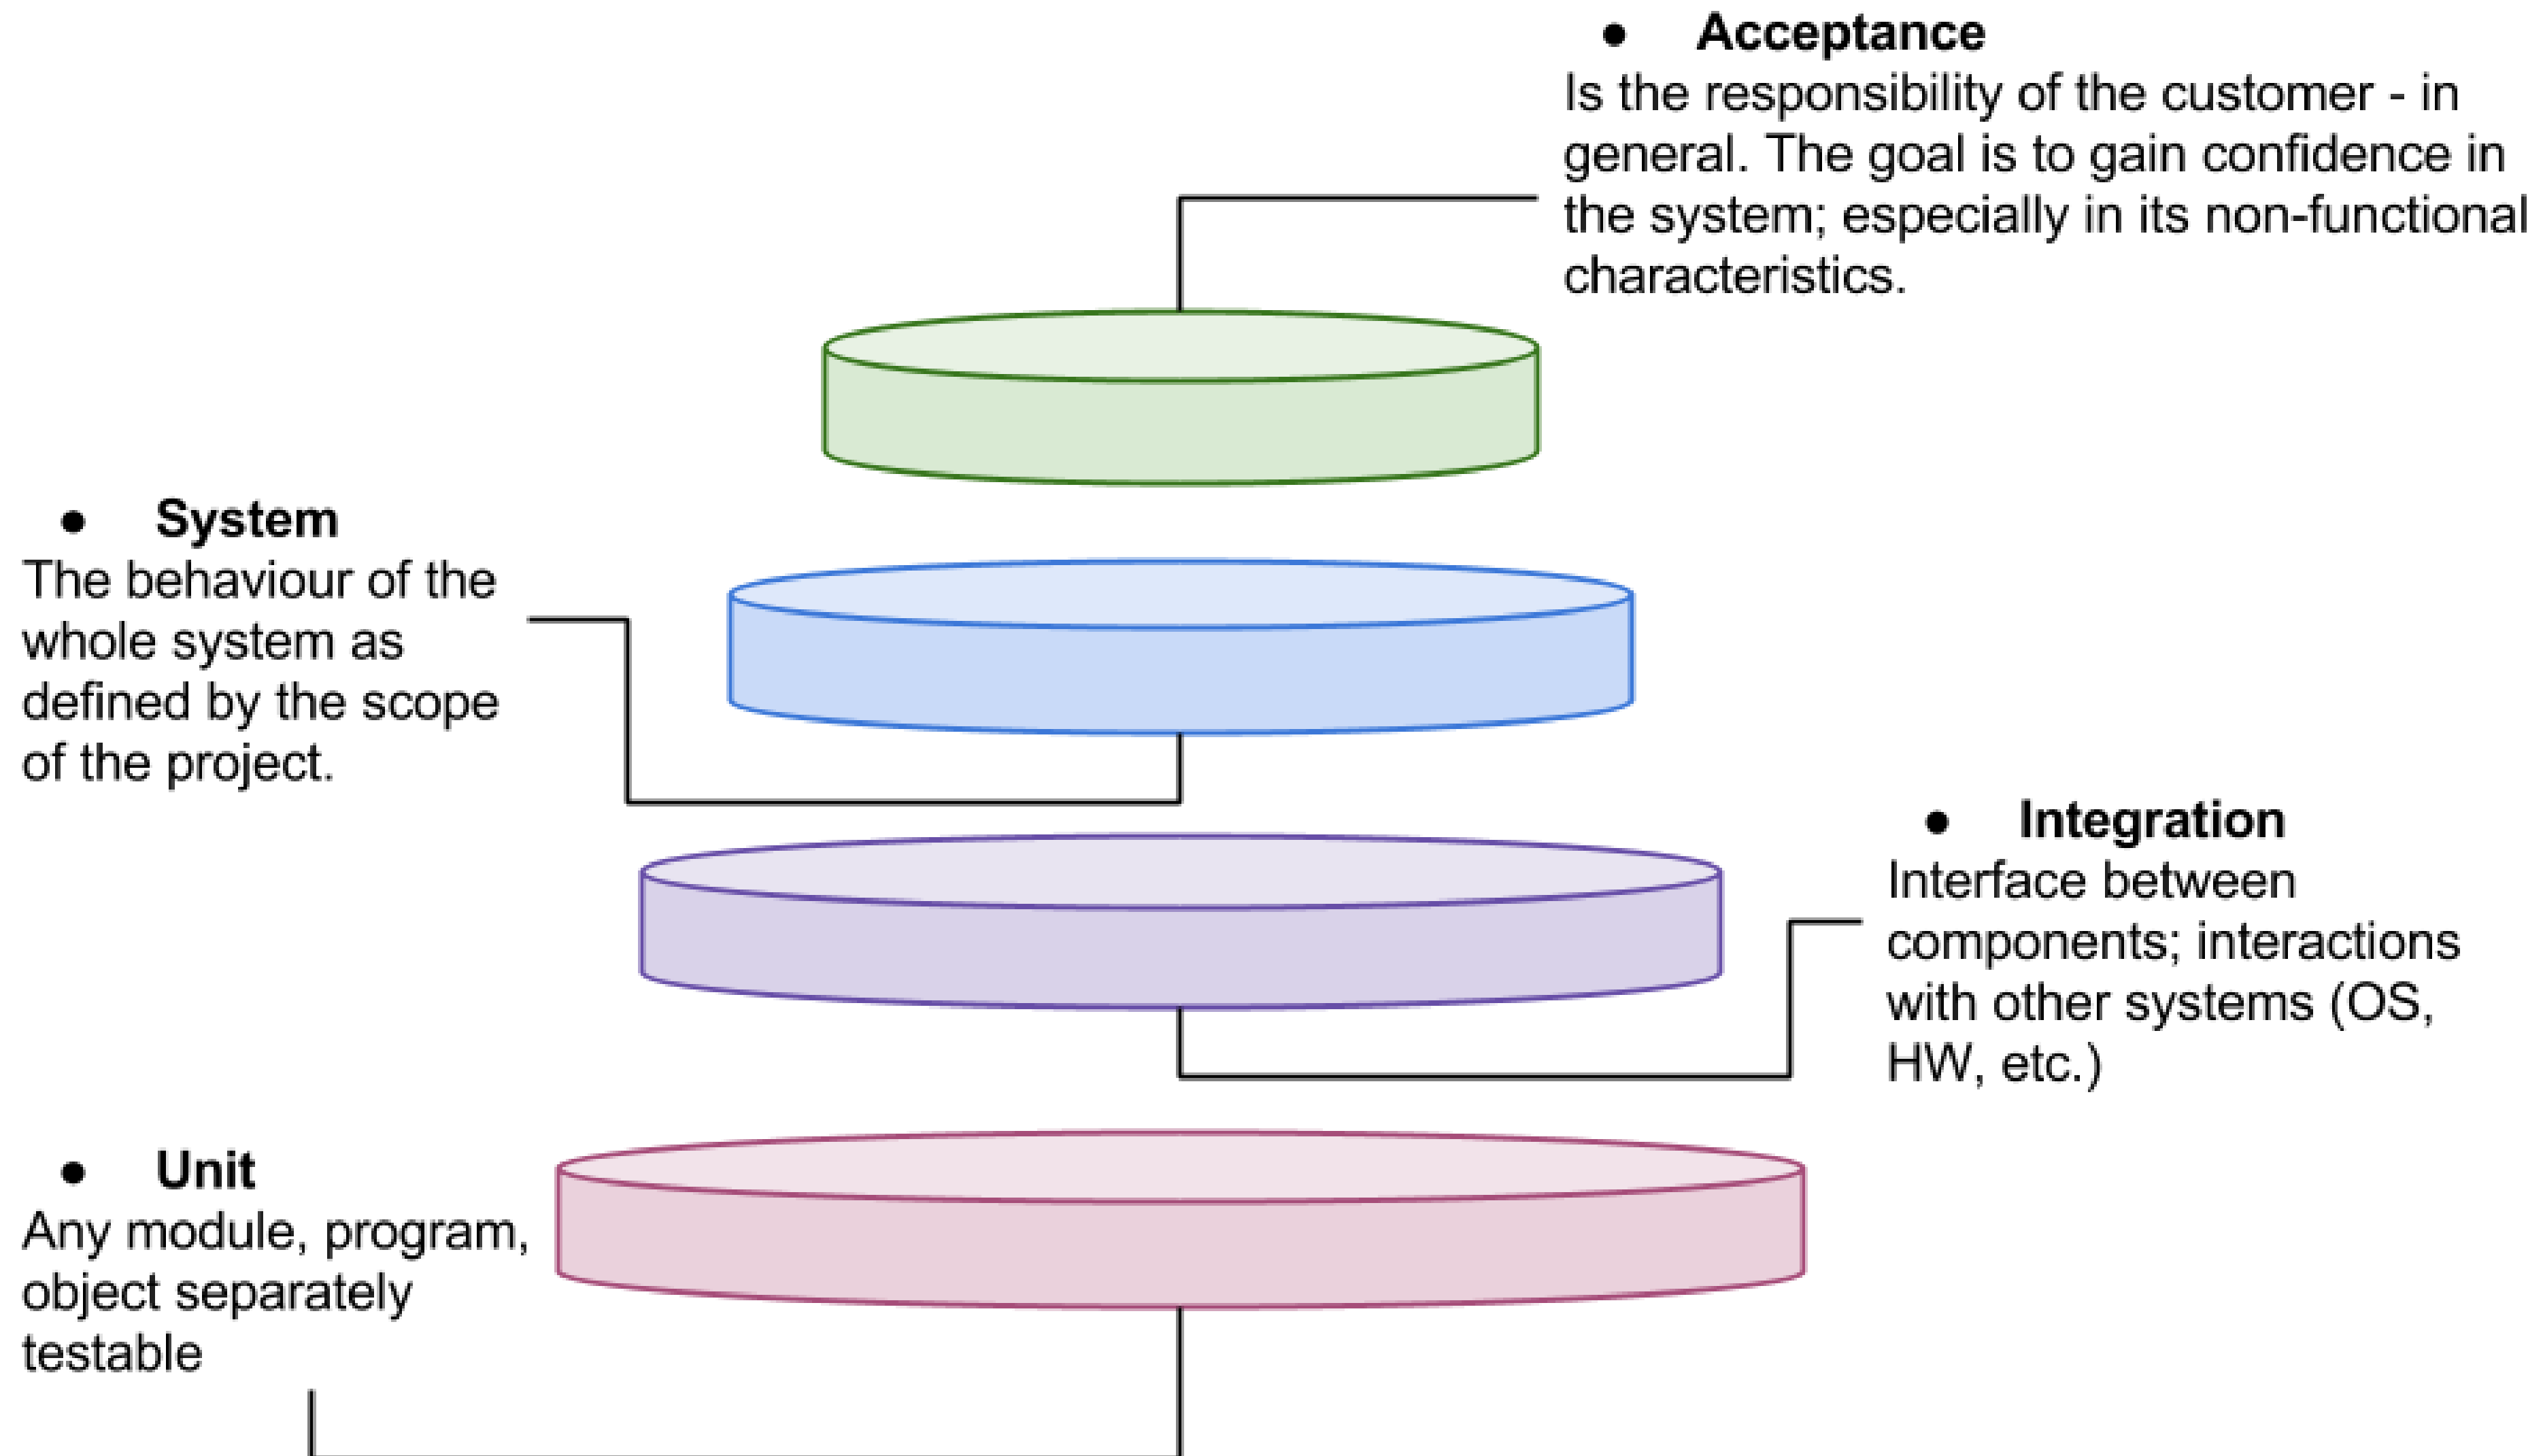 ● Acceptance
Is the responsibility of the customer - in
general. The goal is to gain confidence in
the system; especially in its non-functional
characteristics.
● System
The behaviour of the
whole system as
defined by the scope
of the project.
● Integration
Interface between
components; interactions
with other systems (OS,
HW, etc.)
● Unit
Any module, program,
object separately
testable